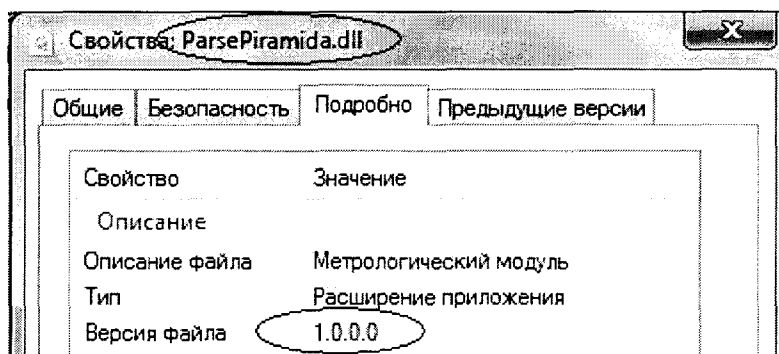 Свойства: ParsePiramida.dll
Общие Безопасность Подробно Предыдущие версии
Свойство Значение
Описание
Описание файла Метрологический модуль
Тип Расширение приложения
Версия файла 1.0.0.0